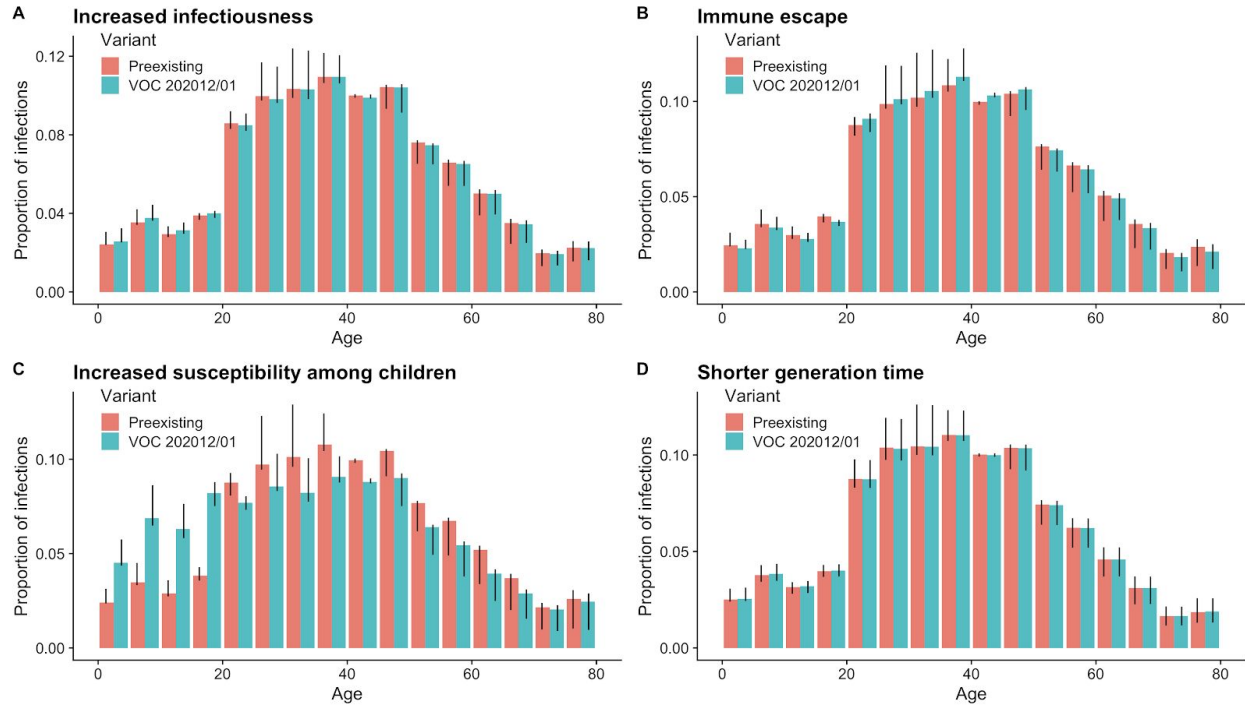 A Increased infectiousness
Variant
Preexisting
VOC 202012/01
Proportion of infections
0.12
0.08
0.04
0.00
0 20 40 60 80
Age
B Immune escape
Variant
Preexisting
VOC 202012/01
Proportion of infections
0.10
0.05
0.00
0 20 40 60 80
Age
C Increased susceptibility among children
Variant
Preexisting
VOC 202012/01
Proportion of infections
0.10
0.05
0.00
0 20 40 60 80
Age
D Shorter generation time
Variant
Preexisting
VOC 202012/01
Proportion of infections
0.10
0.05
0.00
0 20 40 60 80
Age